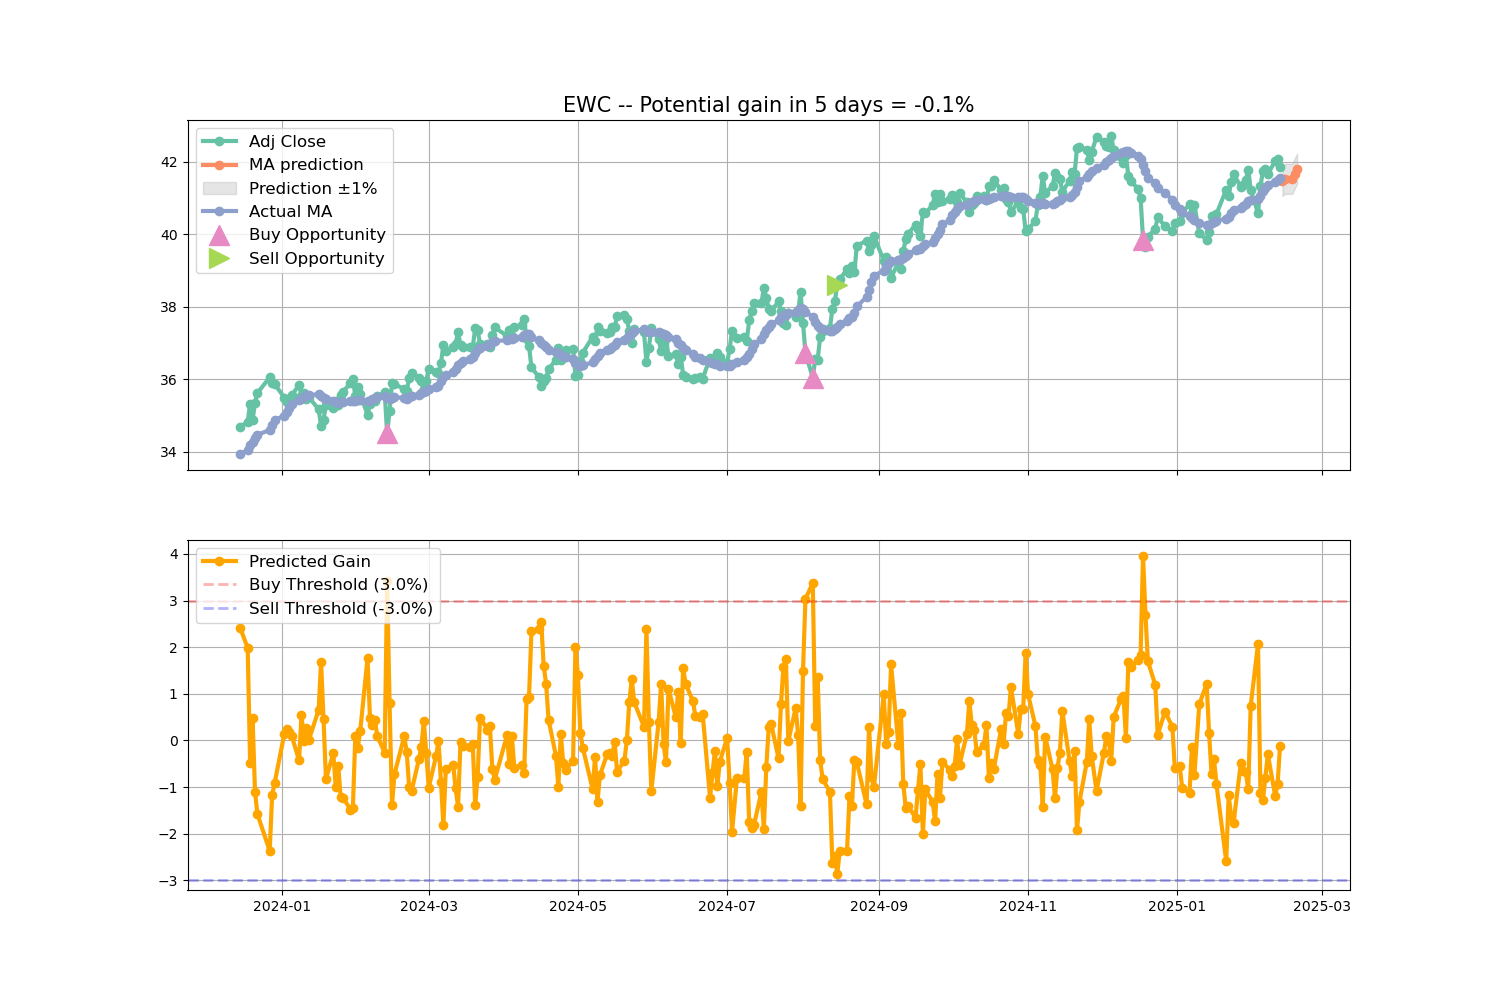 EWC -- Potential gain in 5 days = -0.1%
Adj Close
MA prediction
Prediction ±1%
Actual MA
Buy Opportunity
Sell Opportunity
42
40
38
36
34
Predicted Gain
Buy Threshold (3.0%)
Sell Threshold (-3.0%)
4
3
2
1
0
−1
−2
−3
2024-01
2024-03
2024-05
2024-07
2024-09
2024-11
2025-01
2025-03